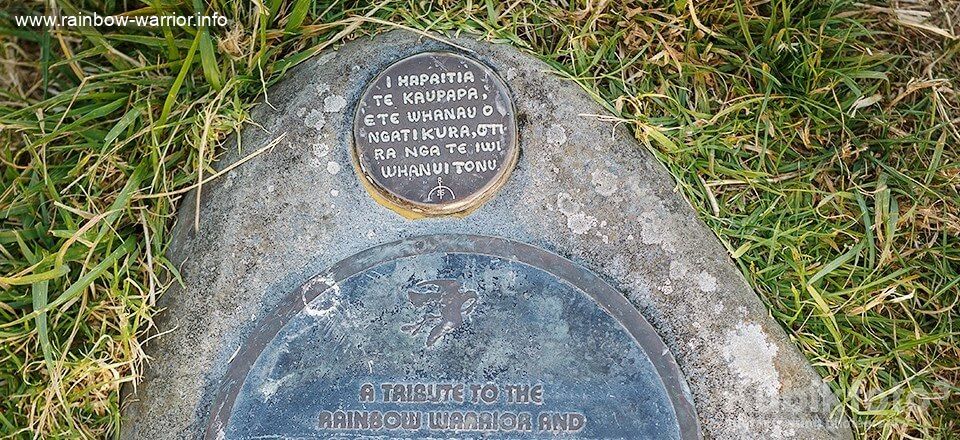 www.rainbow-warrior.info
I HAPAITIA
TE KAUPAPA,
ETE WHANAU O
NGATI KURA, OTI
RA NGA TE IWI
WHANUI TONU
A TRIBUTE TO THE
RAINBOW WARRIOR AND